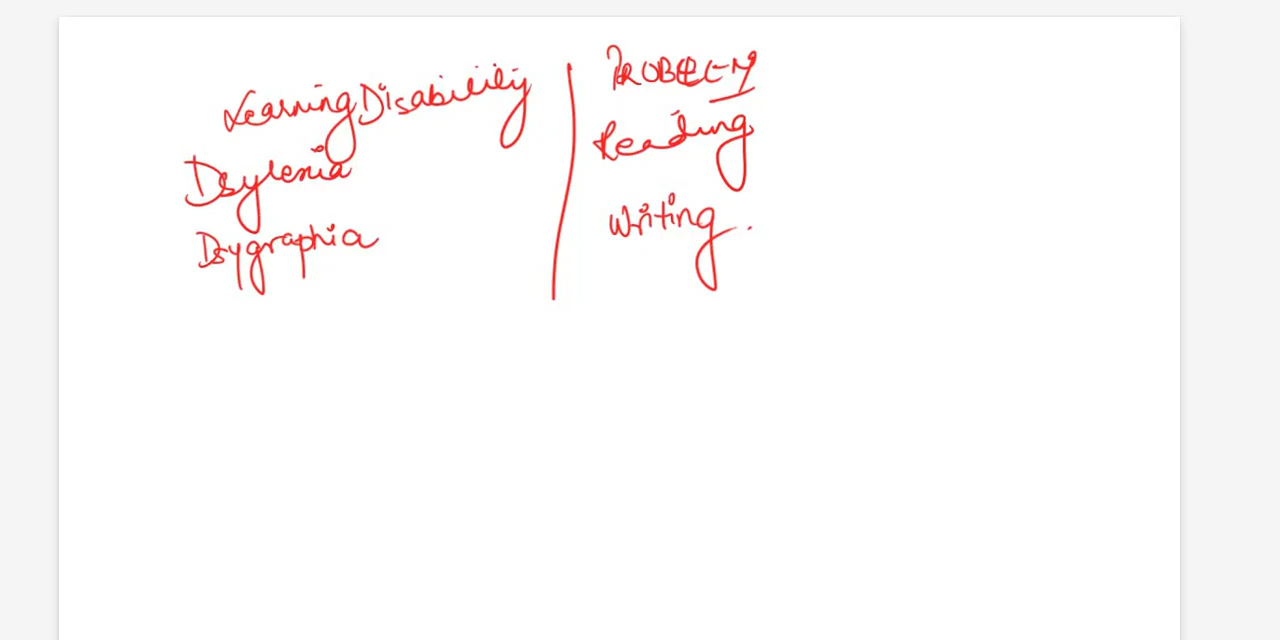 Learning Disability
PROBLEM
Dsylexia
Reading
Dsygraphia
Writing.